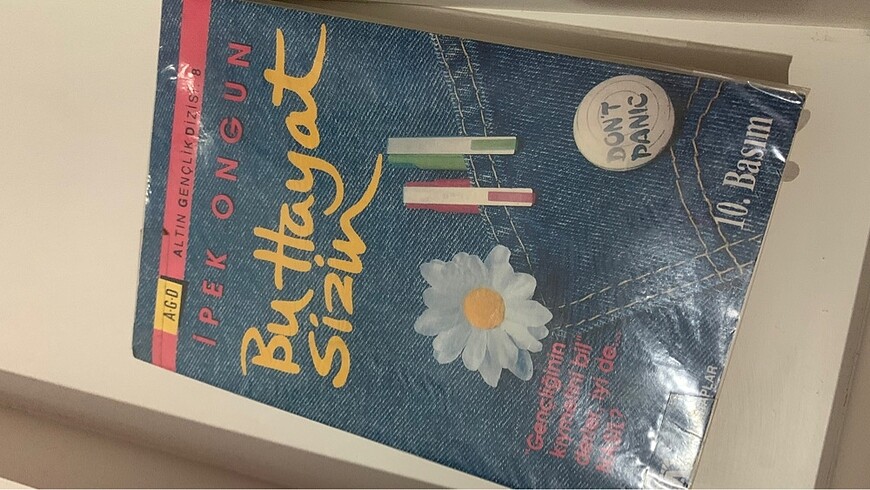 A·G·D ALTIN GENÇLİK DİZİSİ: 8
İPEK ONGUN
Bu Hayat
Sizin
DON'T
PANIC
"Gençliğinin
kıymetini bil"
derler iyi de...
10. Basım